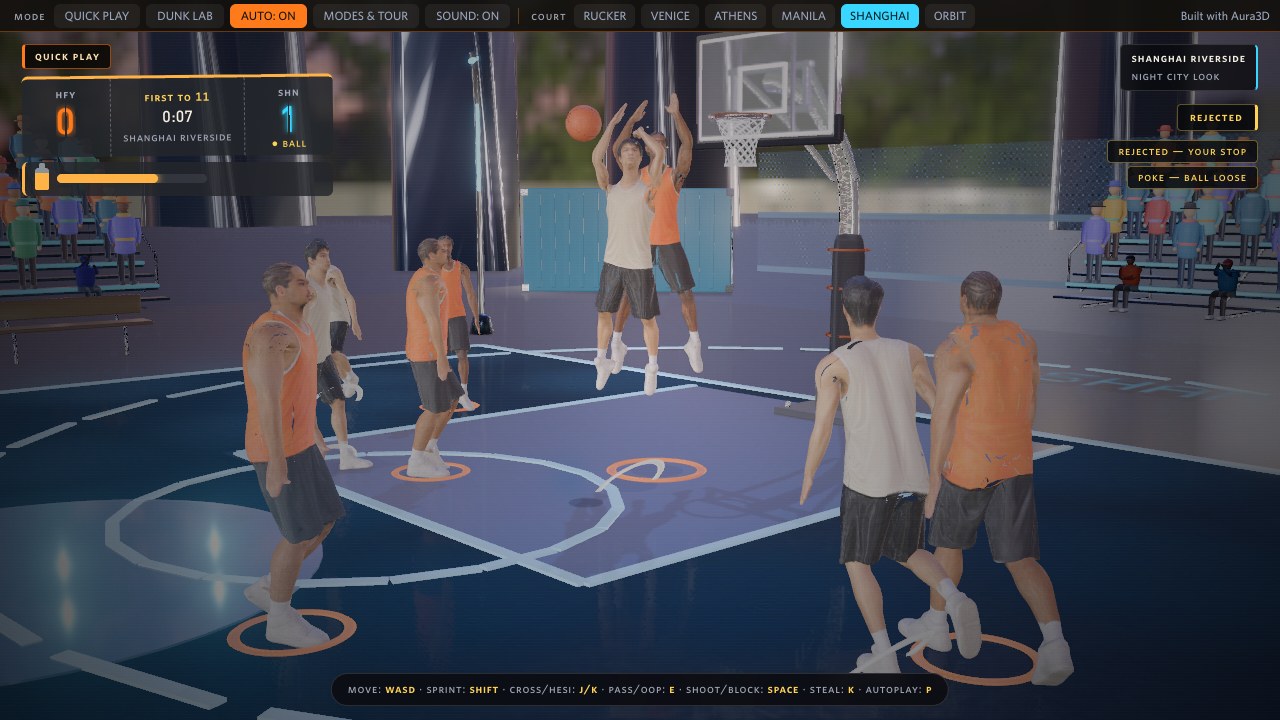 MODE QUICK PLAY DUNK LAB AUTO: ON MODES & TOUR SOUND: ON COURT RUCKER VENICE ATHENS MANILA SHANGHAI ORBIT Built with Aura3D
QUICK PLAY
HFY
0
FIRST TO 11
0:07
SHANGHAI RIVERSIDE
SHN
1
● BALL
SHANGHAI RIVERSIDE
NIGHT CITY LOOK
REJECTED
REJECTED — YOUR STOP
POKE — BALL LOOSE
MOVE: WASD · SPRINT: SHIFT · CROSS/HESI: J/K · PASS/OOP: E · SHOOT/BLOCK: SPACE · STEAL: K · AUTOPLAY: P